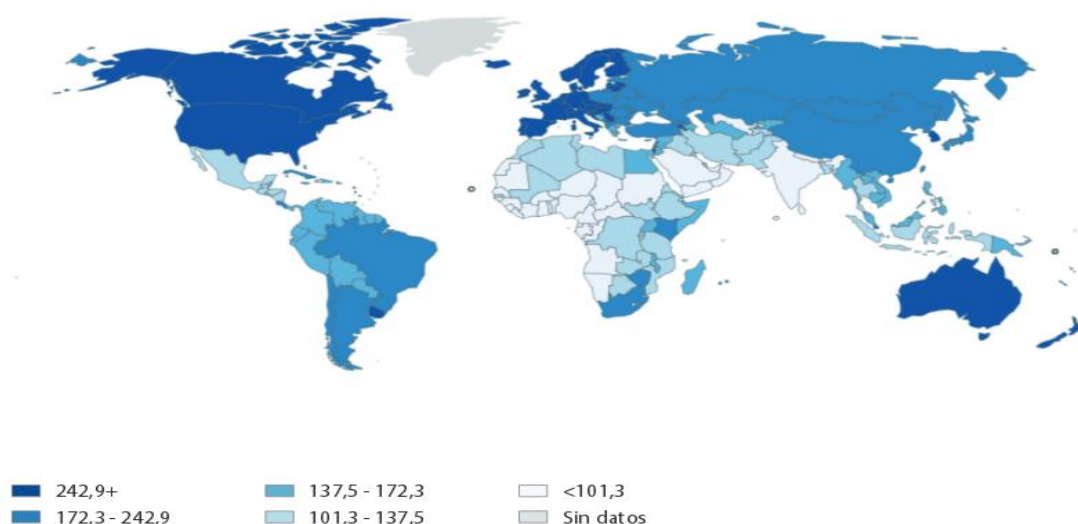 242,9+
137,5 - 172,3
<101,3
172,3 - 242,9
101,3 - 137,5
Sin datos